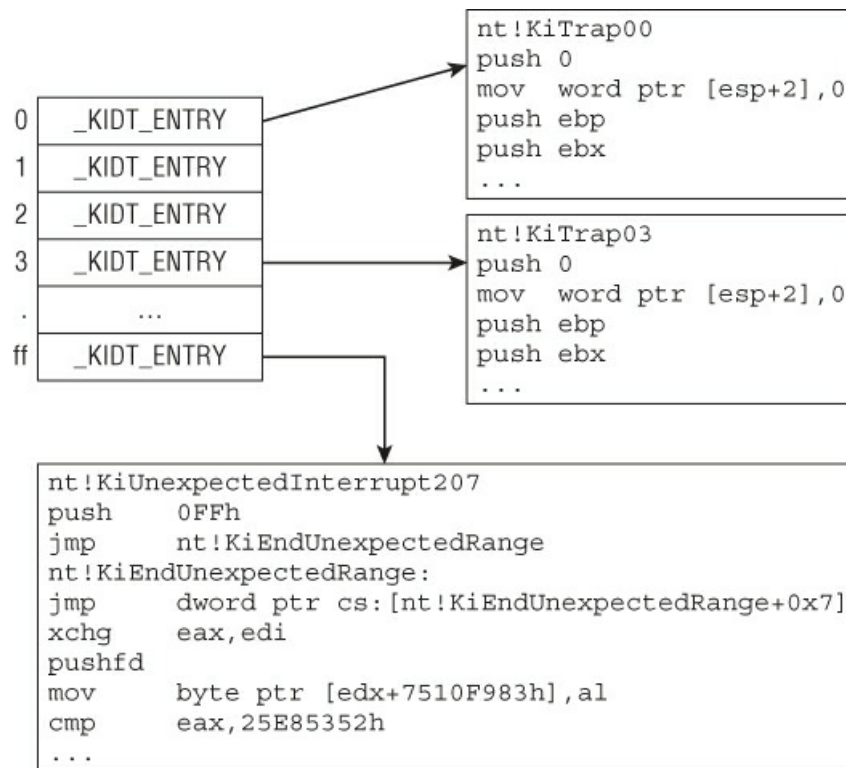 0 _KIDT_ENTRY
1 _KIDT_ENTRY
2 _KIDT_ENTRY
3 _KIDT_ENTRY
. ...
ff _KIDT_ENTRY
nt!KiTrap00
push 0
mov  word ptr [esp+2],0
push ebp
push ebx
...
nt!KiTrap03
push 0
mov  word ptr [esp+2],0
push ebp
push ebx
...
nt!KiUnexpectedInterrupt207
push    0FFh
jmp     nt!KiEndUnexpectedRange
nt!KiEndUnexpectedRange:
jmp     dword ptr cs:[nt!KiEndUnexpectedRange+0x7]
xchg    eax,edi
pushfd
mov     byte ptr [edx+7510F983h],al
cmp     eax,25E85352h
...